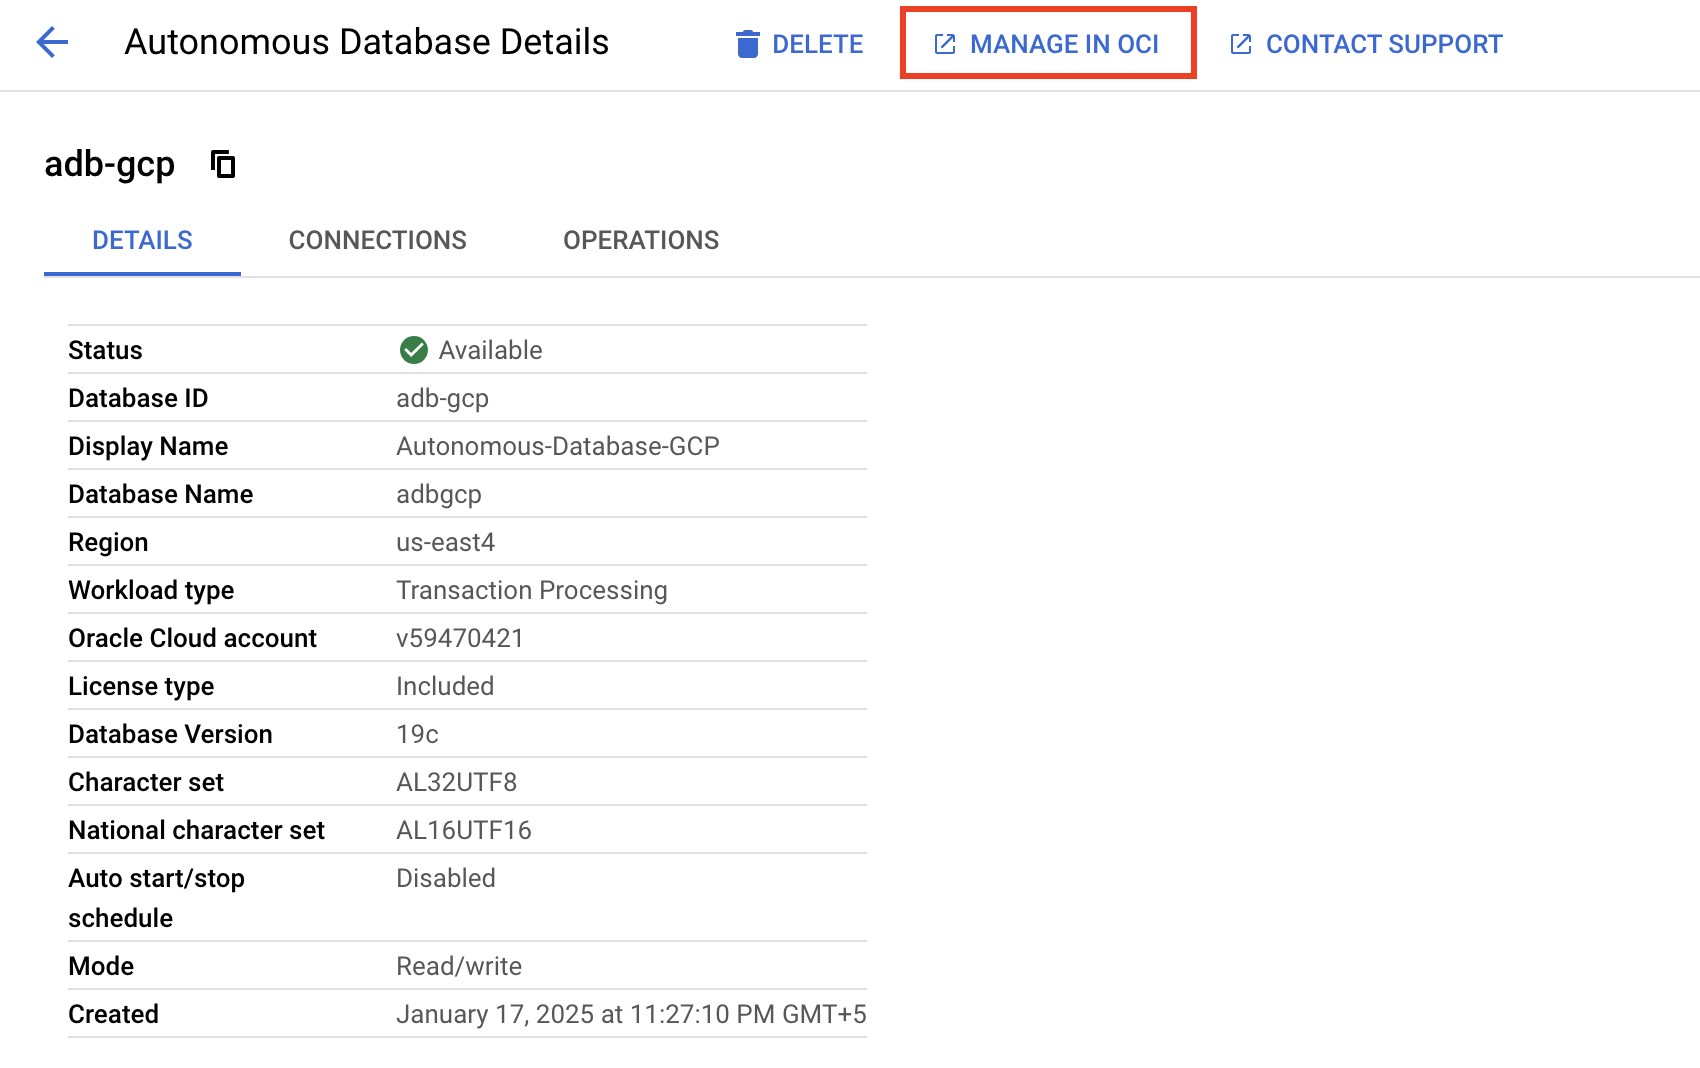 Autonomous Database Details
DELETE
MANAGE IN OCI
CONTACT SUPPORT
adb-gcp
DETAILS
CONNECTIONS
OPERATIONS
Status Available
Database ID adb-gcp
Display Name Autonomous-Database-GCP
Database Name adbgcp
Region us-east4
Workload type Transaction Processing
Oracle Cloud account v59470421
License type Included
Database Version 19c
Character set AL32UTF8
National character set AL16UTF16
Auto start/stop Disabled
schedule
Mode Read/write
Created January 17, 2025 at 11:27:10 PM GMT+5